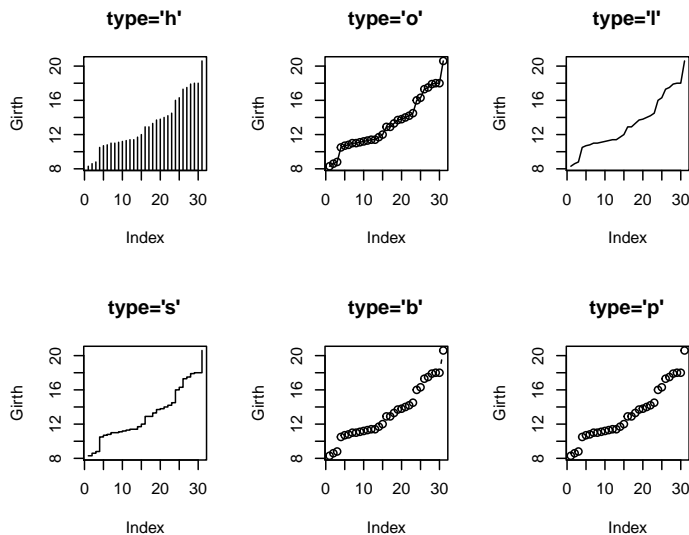 type='h'
Girth
8 12 16 20
0 10 20 30
Index
type='o'
Girth
8 12 16 20
0 10 20 30
Index
type='l'
Girth
8 12 16 20
0 10 20 30
Index
type='s'
Girth
8 12 16 20
0 10 20 30
Index
type='b'
Girth
8 12 16 20
0 10 20 30
Index
type='p'
Girth
8 12 16 20
0 10 20 30
Index